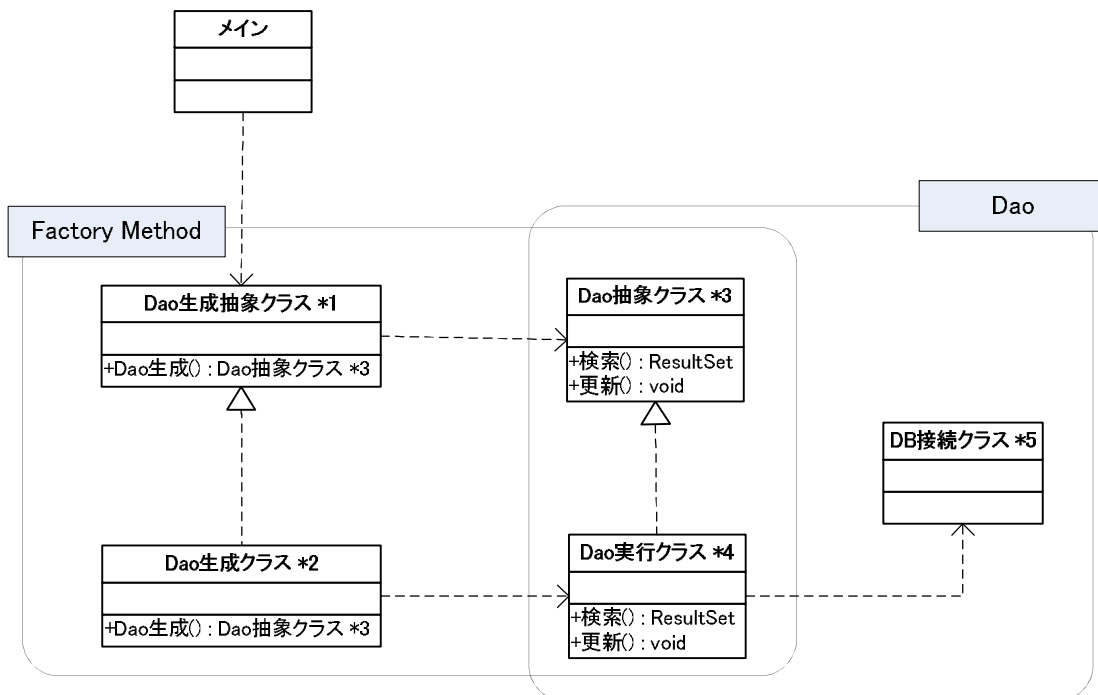 メイン
Dao
Factory Method
Dao生成抽象クラス *1
+Dao生成() : Dao抽象クラス *3
Dao抽象クラス *3
+検索() : ResultSet
+更新() : void
DB接続クラス *5
Dao生成クラス *2
+Dao生成() : Dao抽象クラス *3
Dao実行クラス *4
+検索() : ResultSet
+更新() : void